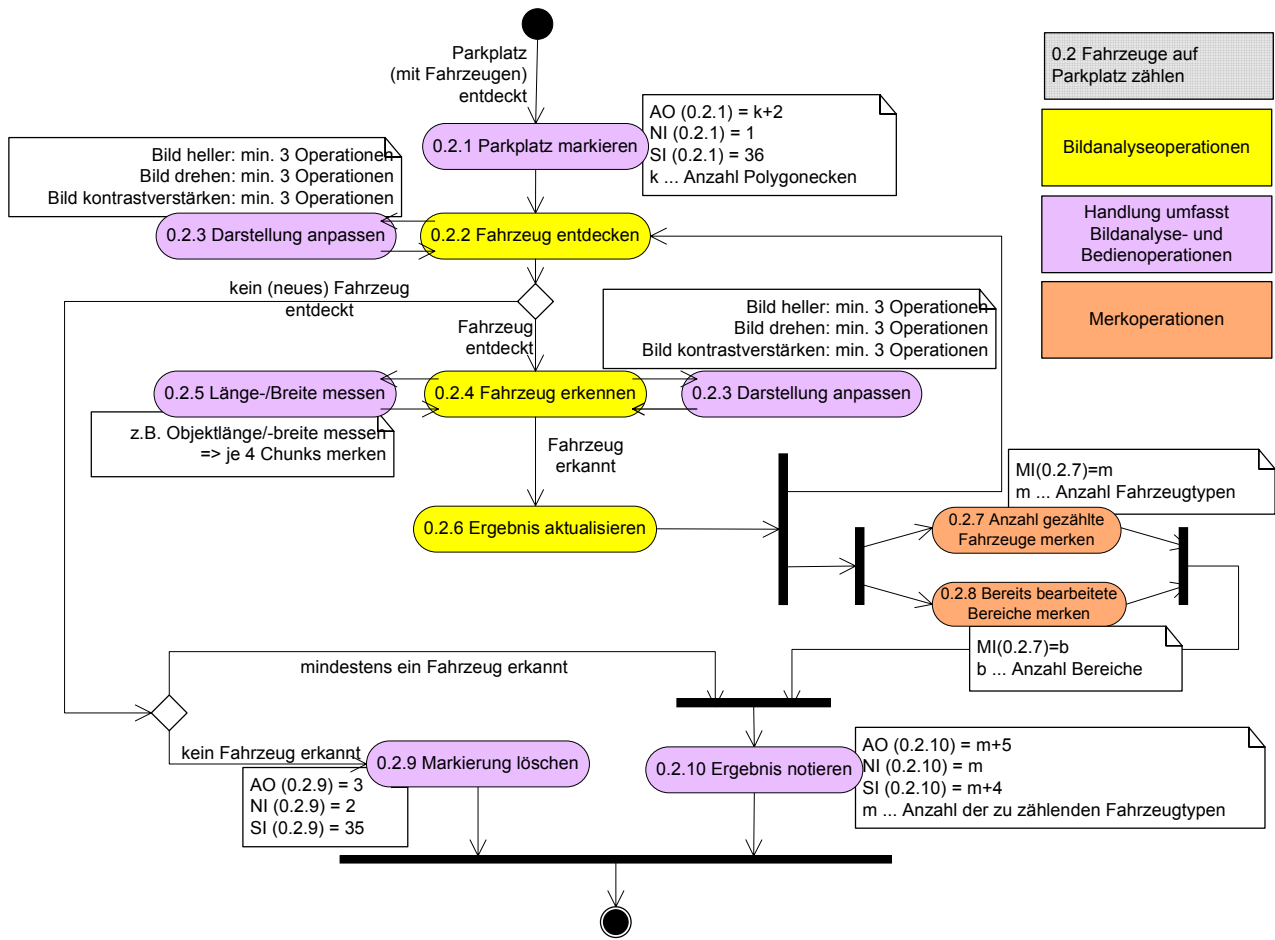 Parkplatz
(mit Fahrzeugen)
entdeckt
0.2 Fahrzeuge auf
Parkplatz zählen
AO (0.2.1) = k+2
NI (0.2.1) = 1
SI (0.2.1) = 36
k ... Anzahl Polygonecken
0.2.1 Parkplatz markieren
Bildanalyseoperationen
Bild heller: min. 3 Operationen
Bild drehen: min. 3 Operationen
Bild kontrastverstärken: min. 3 Operationen
0.2.3 Darstellung anpassen
0.2.2 Fahrzeug entdecken
Handlung umfasst
Bildanalyse- und
Bedienoperationen
kein (neues) Fahrzeug
entdeckt
Fahrzeug
entdeckt
Bild heller: min. 3 Operationen
Bild drehen: min. 3 Operationen
Bild kontrastverstärken: min. 3 Operationen
Merkoperationen
0.2.5 Länge-/Breite messen
0.2.4 Fahrzeug erkennen
0.2.3 Darstellung anpassen
z.B. Objektlänge/-breite messen
=> je 4 Chunks merken
Fahrzeug
erkannt
MI(0.2.7)=m
m ... Anzahl Fahrzeugtypen
0.2.6 Ergebnis aktualisieren
0.2.7 Anzahl gezählte
Fahrzeuge merken
0.2.8 Bereits bearbeitete
Bereiche merken
MI(0.2.7)=b
b ... Anzahl Bereiche
mindestens ein Fahrzeug erkannt
kein Fahrzeug erkannt
0.2.9 Markierung löschen
AO (0.2.9) = 3
NI (0.2.9) = 2
SI (0.2.9) = 35
0.2.10 Ergebnis notieren
AO (0.2.10) = m+5
NI (0.2.10) = m
SI (0.2.10) = m+4
m ... Anzahl der zu zählenden Fahrzeugtypen